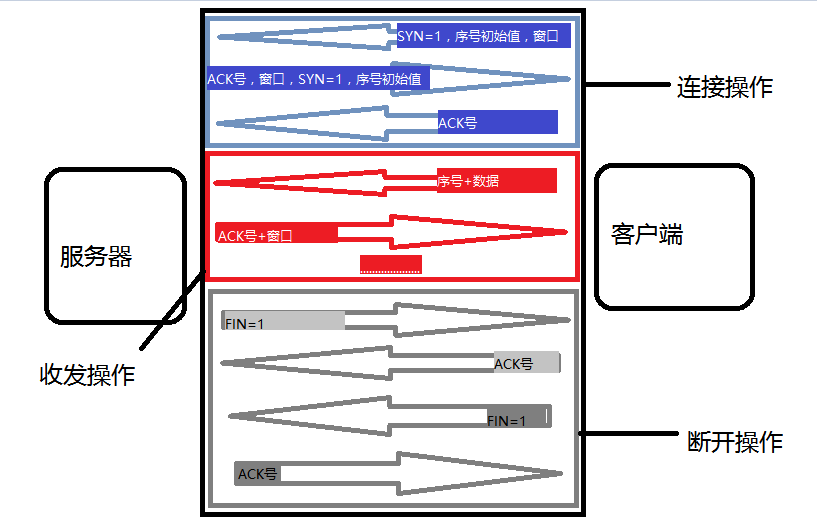 SYN=1，序号初始值，窗口
ACK号，窗口，SYN=1，序号初始值
连接操作
ACK号
序号+数据
ACK号+窗口
服务器
客户端
收发操作
FIN=1
ACK号
FIN=1
断开操作
ACK号